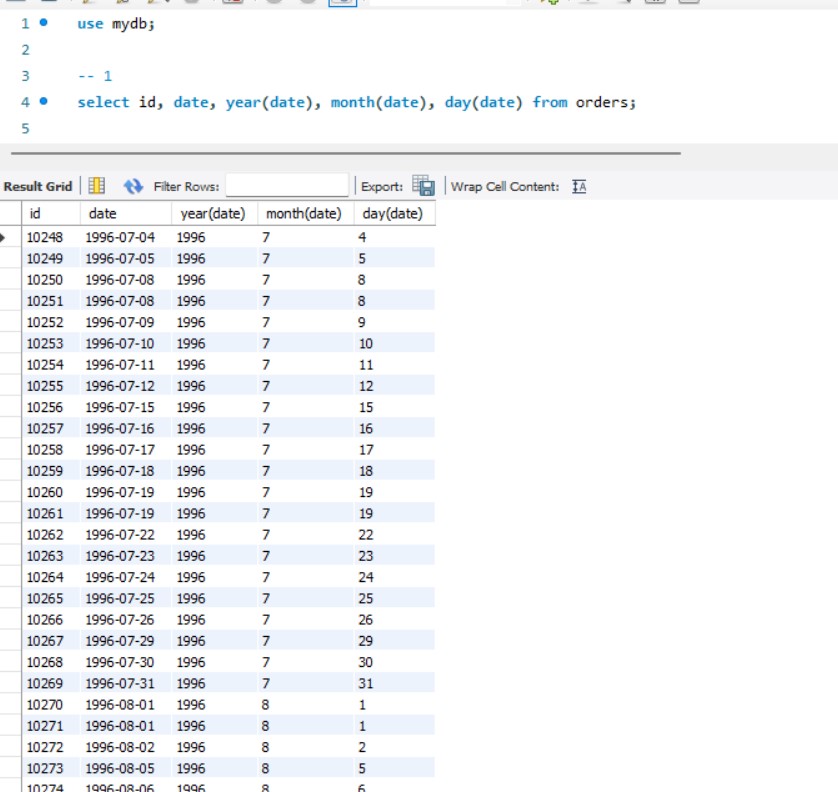 1 use mydb;
2
3 -- 1
4 select id, date, year(date), month(date), day(date) from orders;
5
Result Grid Filter Rows: Export: Wrap Cell Content:
id date year(date) month(date) day(date)
10248 1996-07-04 1996 7 4
10249 1996-07-05 1996 7 5
10250 1996-07-08 1996 7 8
10251 1996-07-08 1996 7 8
10252 1996-07-09 1996 7 9
10253 1996-07-10 1996 7 10
10254 1996-07-11 1996 7 11
10255 1996-07-12 1996 7 12
10256 1996-07-15 1996 7 15
10257 1996-07-16 1996 7 16
10258 1996-07-17 1996 7 17
10259 1996-07-18 1996 7 18
10260 1996-07-19 1996 7 19
10261 1996-07-19 1996 7 19
10262 1996-07-22 1996 7 22
10263 1996-07-23 1996 7 23
10264 1996-07-24 1996 7 24
10265 1996-07-25 1996 7 25
10266 1996-07-26 1996 7 26
10267 1996-07-29 1996 7 29
10268 1996-07-30 1996 7 30
10269 1996-07-31 1996 7 31
10270 1996-08-01 1996 8 1
10271 1996-08-01 1996 8 1
10272 1996-08-02 1996 8 2
10273 1996-08-05 1996 8 5
10274 1996-08-06 1996 8 6